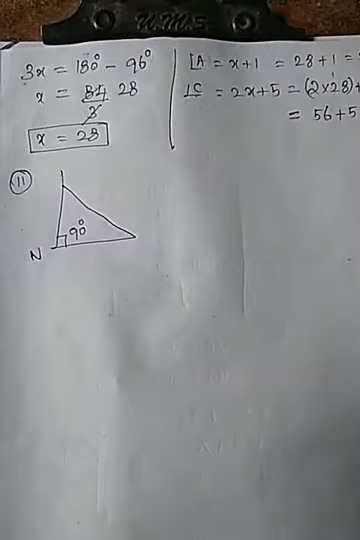 U.M.S.
3x = 180° - 96°
x = 84 28
3
x = 28
∠A = x+1 = 28+1 =
∠C = 2x+5 = (2×28)+
= 56+5
11
90°
N